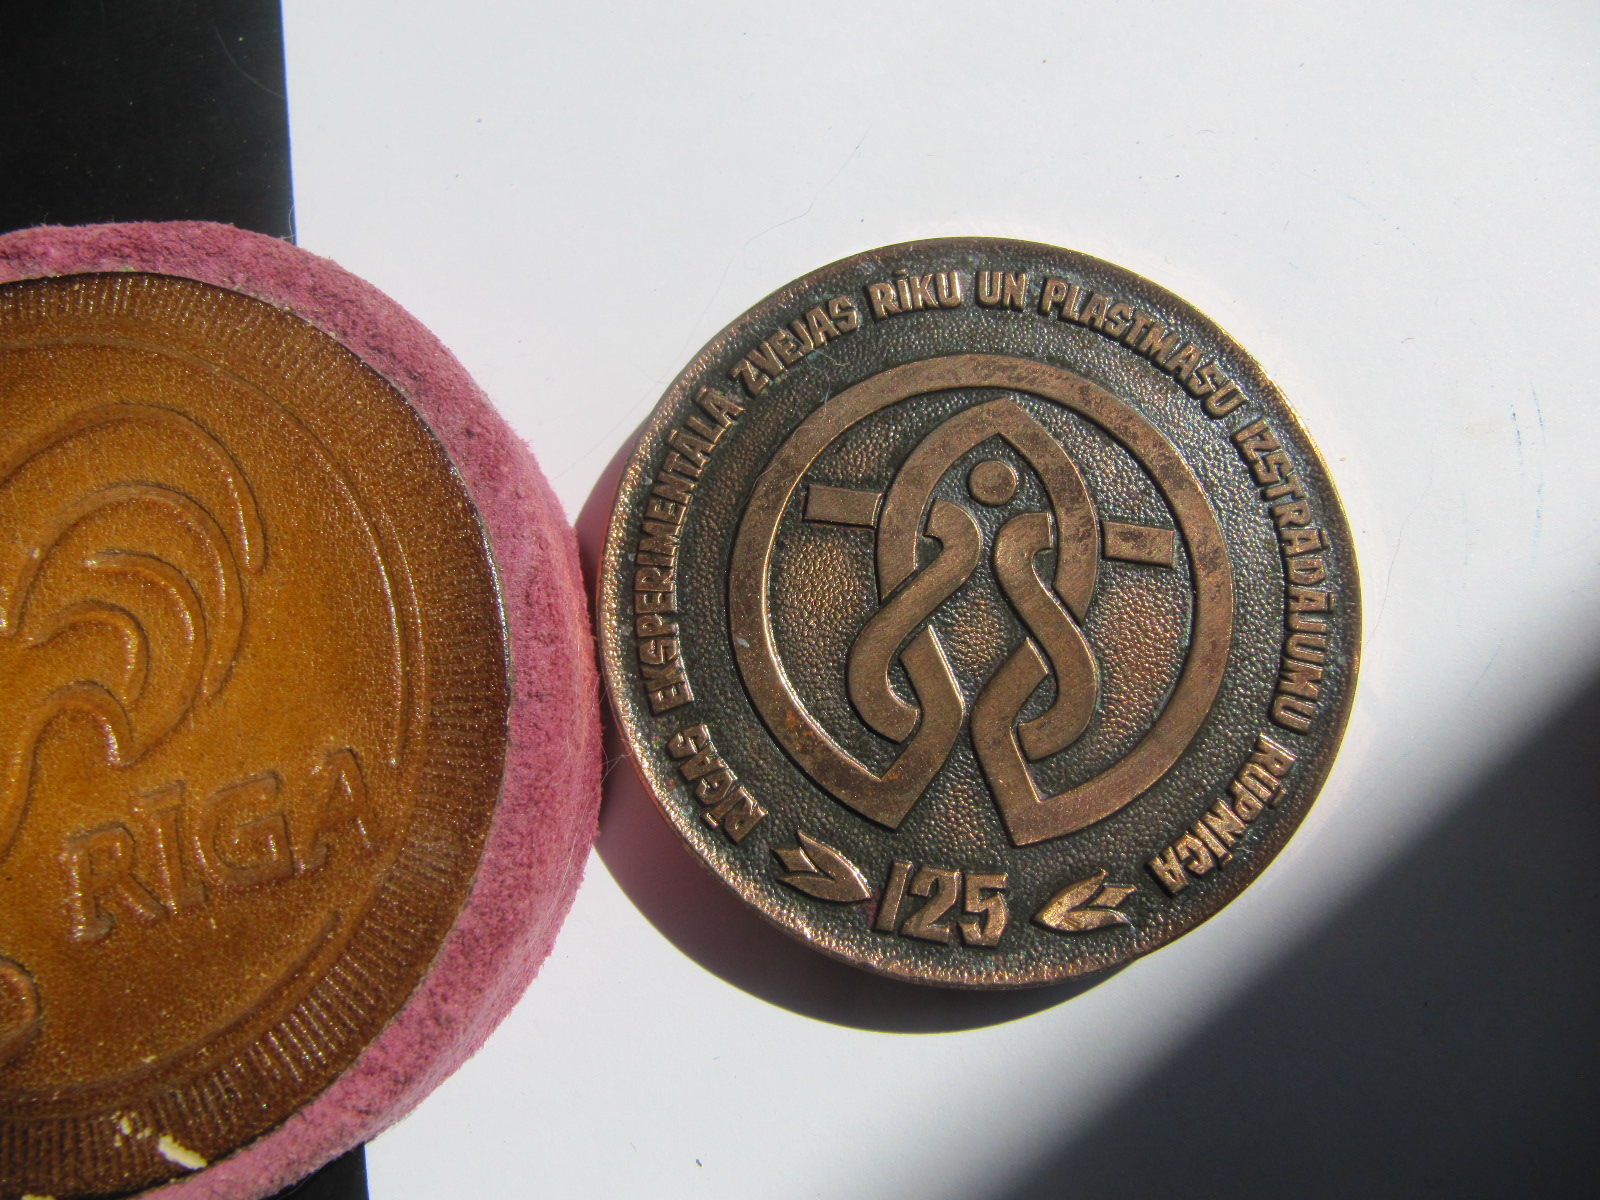 RĪGA
RĪGAS EKSPERIMENTĀLĀ ZVEJAS RĪKU UN PLASTMASU IZSTRĀDĀJUMU RŪPNĪCA
125